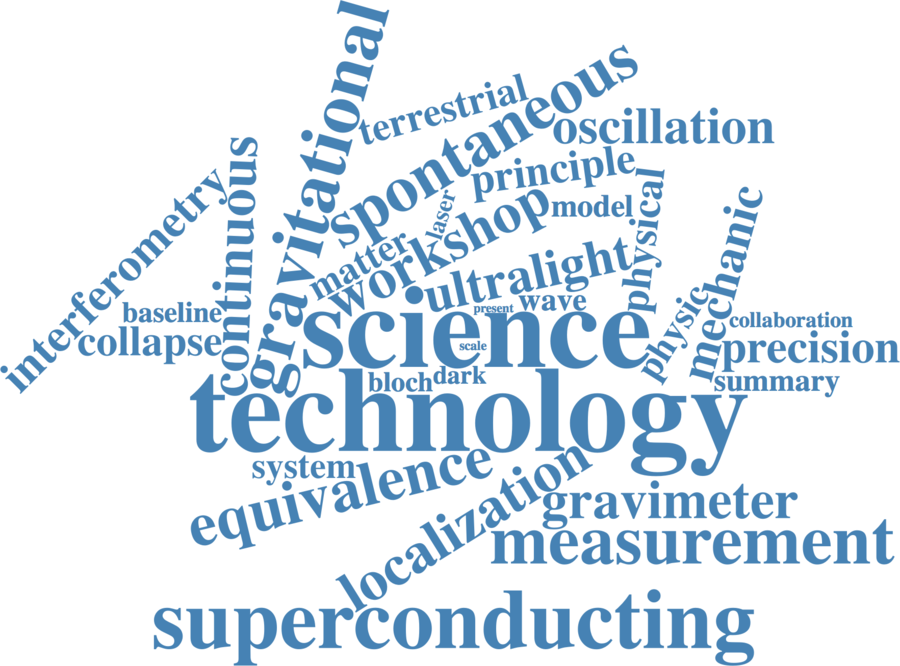 gravitational
terrestrial
spontaneous
oscillation
interferometry
continuous
principle
laser
workshop
model
physical
mechanic
matter
ultralight
wave
present
baseline
collapse
science
scale
physic
collaboration
precision
summary
bloch
dark
technology
system
equivalence
localization
gravimeter
measurement
superconducting